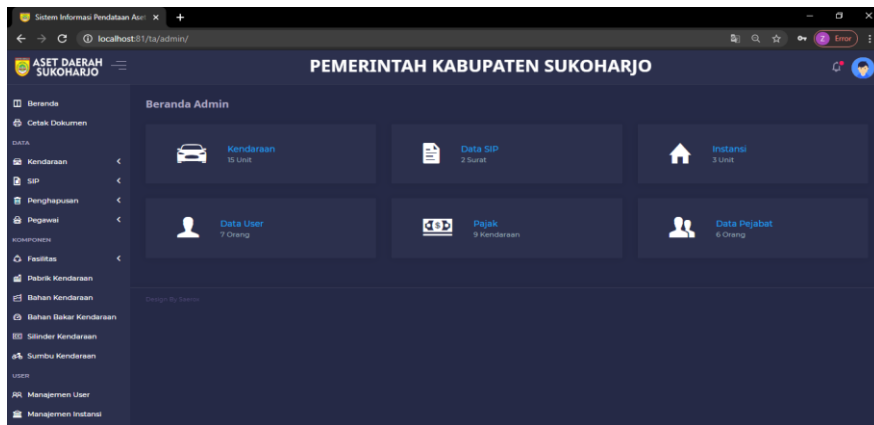 Sistem Informasi Pendataan Aset
localhost:81/ta/admin/
Z Error
ASET DAERAH
SUKOHARJO
PEMERINTAH KABUPATEN SUKOHARJO
Beranda
Cetak Dokumen
DATA
Kendaraan
SIP
Penghapusan
Pegawai
KOMPONEN
Fasilitas
Pabrik Kendaraan
Bahan Kendaraan
Bahan Bakar Kendaraan
Silinder Kendaraan
Sumbu Kendaraan
USER
Manajemen User
Manajemen Instansi
Beranda Admin
Kendaraan
15 Unit
Data SIP
2 Surat
Instansi
3 Unit
Data User
7 Orang
Pajak
9 Kendaraan
Data Pejabat
6 Orang
Design By